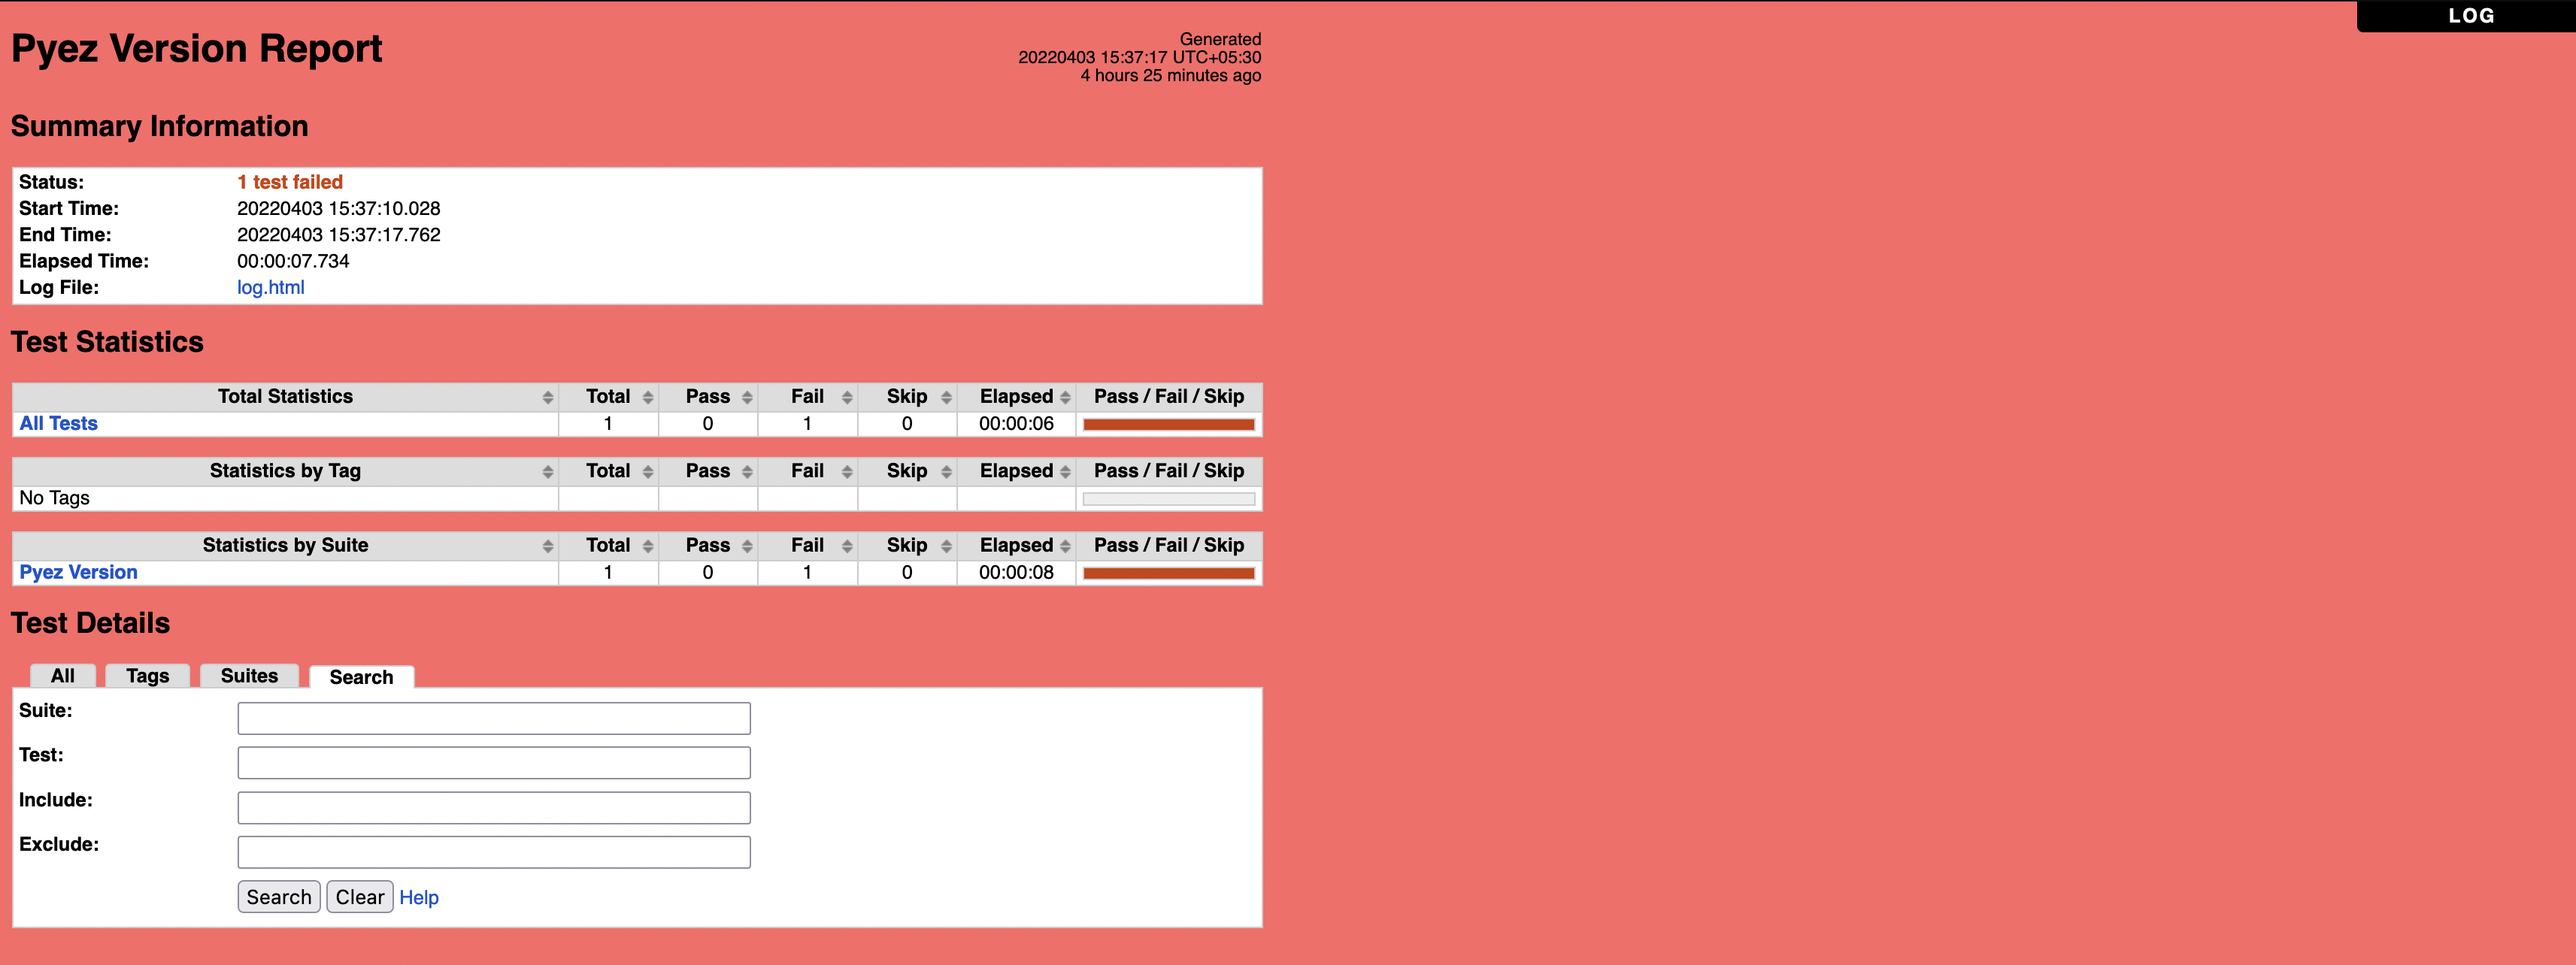 LOG
Pyez Version Report
Generated
20220403 15:37:17 UTC+05:30
4 hours 25 minutes ago
Summary Information
Status: 1 test failed
Start Time: 20220403 15:37:10.028
End Time: 20220403 15:37:17.762
Elapsed Time: 00:00:07.734
Log File: log.html
Test Statistics
Total Statistics Total Pass Fail Skip Elapsed Pass / Fail / Skip
All Tests 1 0 1 0 00:00:06
Statistics by Tag Total Pass Fail Skip Elapsed Pass / Fail / Skip
No Tags
Statistics by Suite Total Pass Fail Skip Elapsed Pass / Fail / Skip
Pyez Version 1 0 1 0 00:00:08
Test Details
All Tags Suites Search
Suite:
Test:
Include:
Exclude:
Search Clear Help